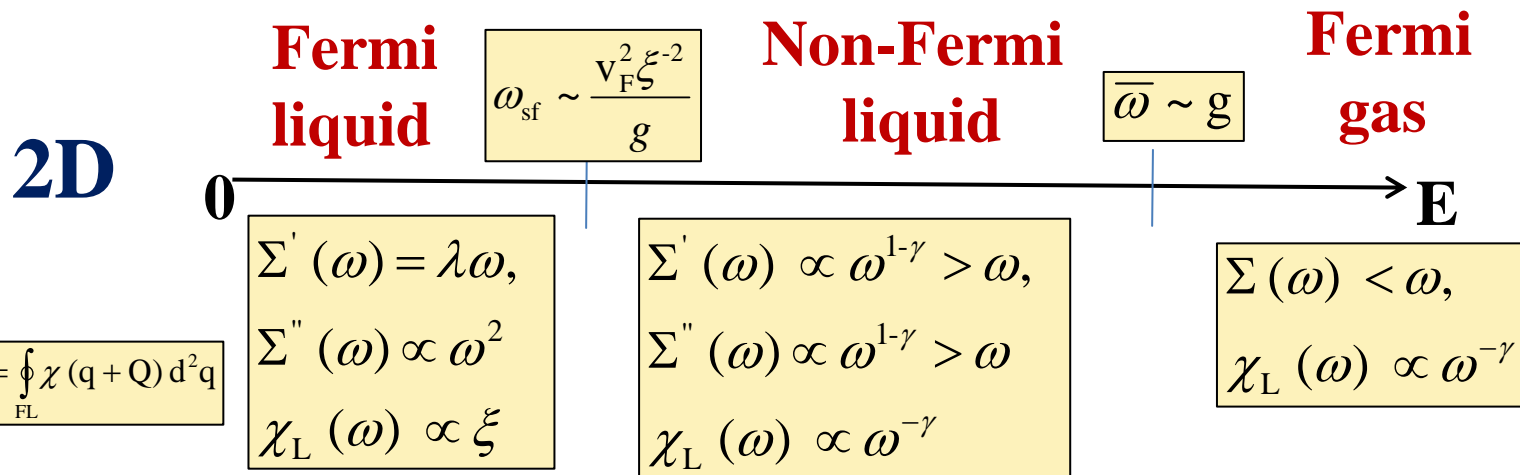 Fermi liquid
ω_sf ~ v_F^2 ξ^-2 / g
Non-Fermi liquid
ω̅ ~ g
Fermi gas
2D
0
E
Σ' (ω) = λω,
Σ" (ω) ∝ ω^2
χ_L (ω) ∝ ξ
Σ' (ω) ∝ ω^1-γ > ω,
Σ" (ω) ∝ ω^1-γ > ω
χ_L (ω) ∝ ω^-γ
Σ (ω) < ω,
χ_L (ω) ∝ ω^-γ
= ∮_FL χ (q + Q) d^2q